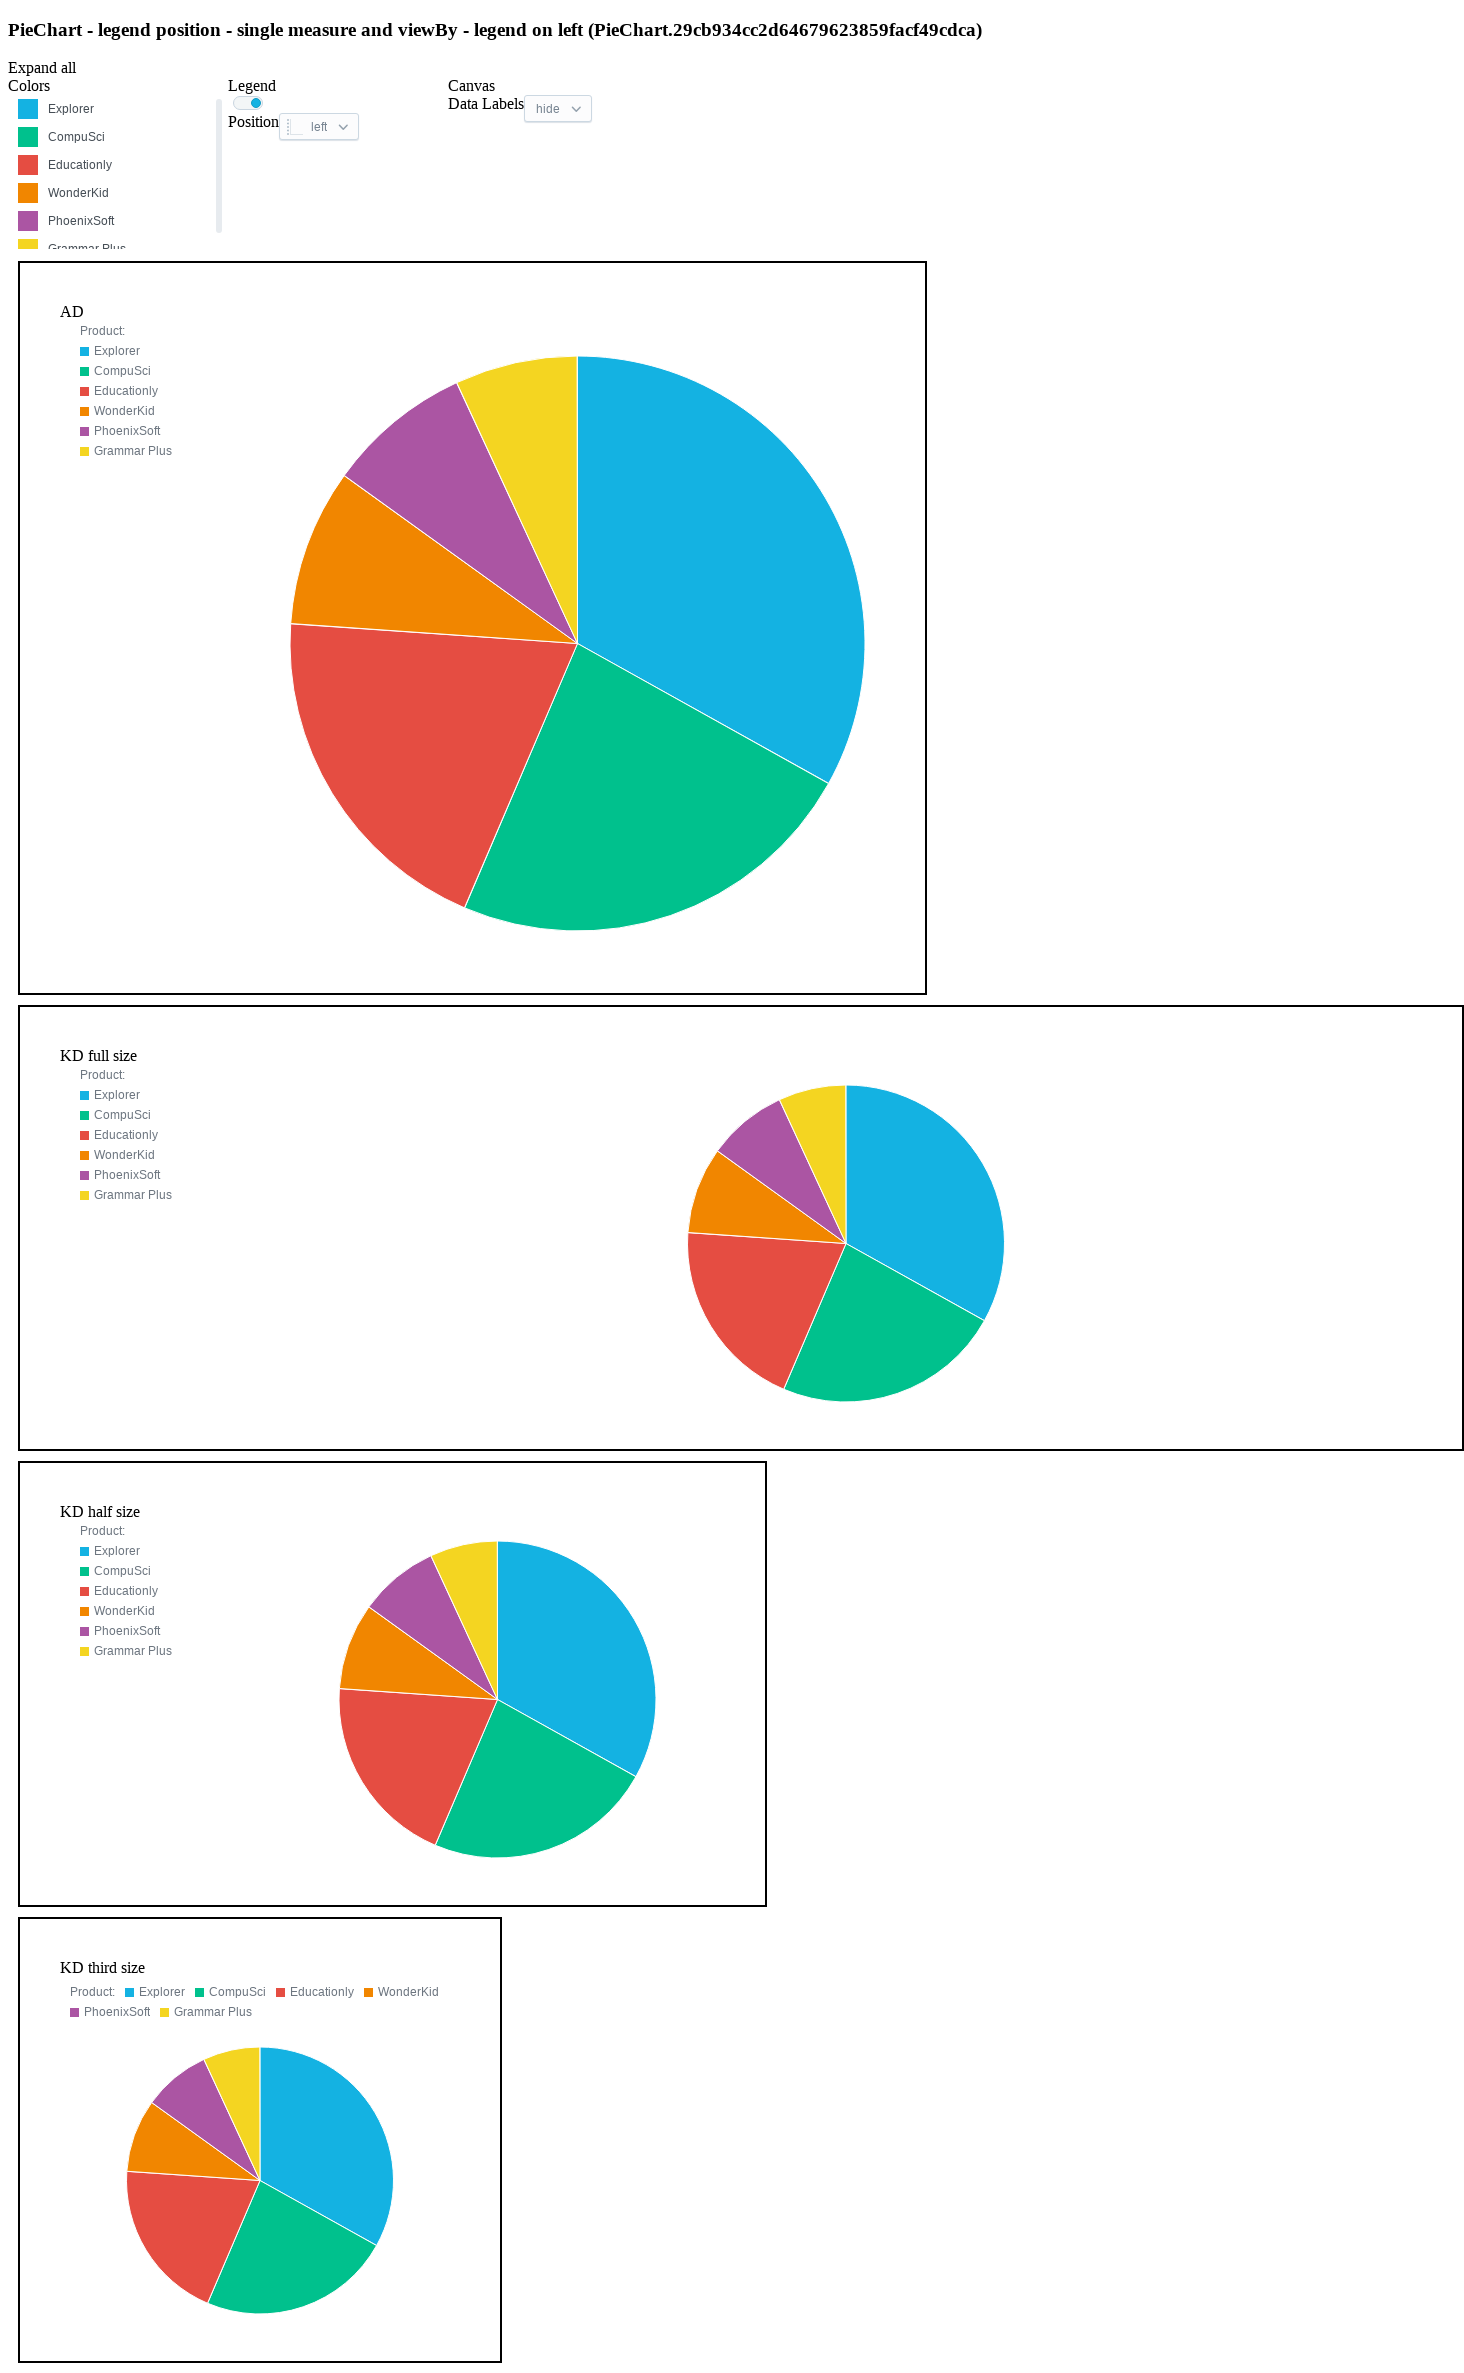 PieChart - legend position - single measure and viewBy - legend on left (PieChart.29cb934cc2d64679623859facf49cdca)
Expand all
Colors
Explorer
CompuSci
Educationly
WonderKid
PhoenixSoft
Grammar Plus
Legend
Position left
Canvas
Data Labels hide
AD
Product:
Explorer
CompuSci
Educationly
WonderKid
PhoenixSoft
Grammar Plus
KD full size
Product:
Explorer
CompuSci
Educationly
WonderKid
PhoenixSoft
Grammar Plus
KD half size
Product:
Explorer
CompuSci
Educationly
WonderKid
PhoenixSoft
Grammar Plus
KD third size
Product: Explorer CompuSci Educationly WonderKid
PhoenixSoft Grammar Plus